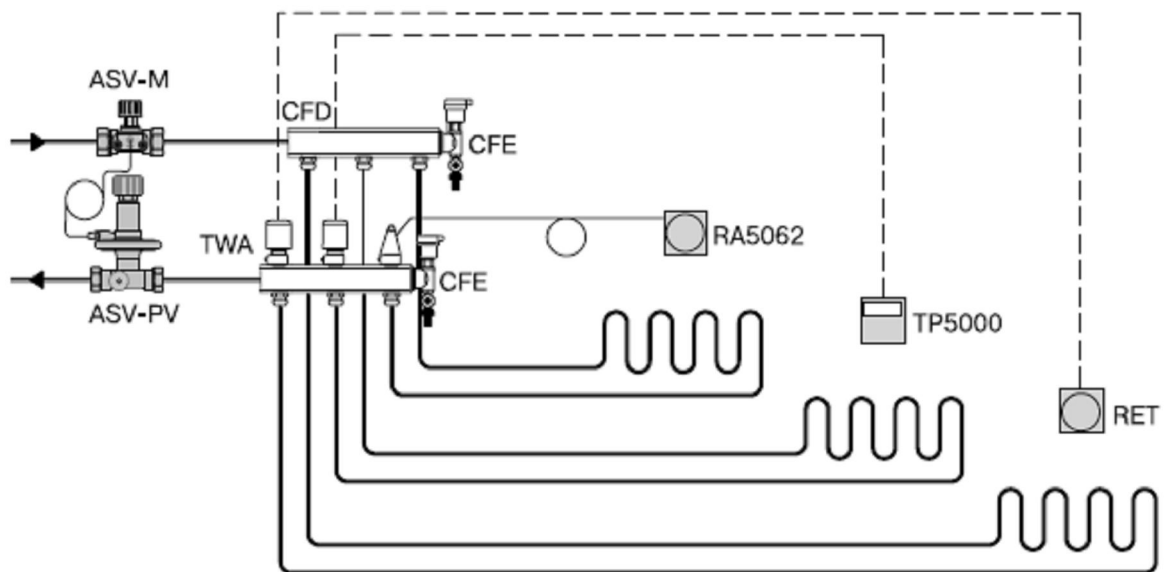 ASV-M
CFD
CFE
TWA
RA5062
CFE
ASV-PV
TP5000
RET